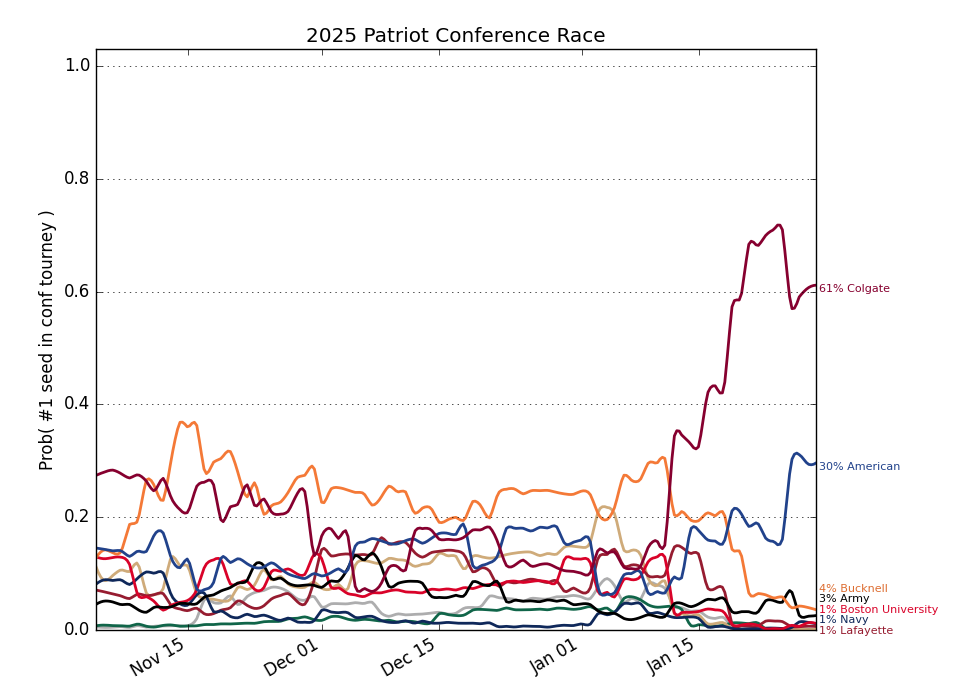 2025 Patriot Conference Race
Prob( #1 seed in conf tourney )
1.0
0.8
0.6
0.4
0.2
0.0
Nov 15
Dec 01
Dec 15
Jan 01
Jan 15
61% Colgate
30% American
4% Bucknell
3% Army
1% Boston University
1% Navy
1% Lafayette